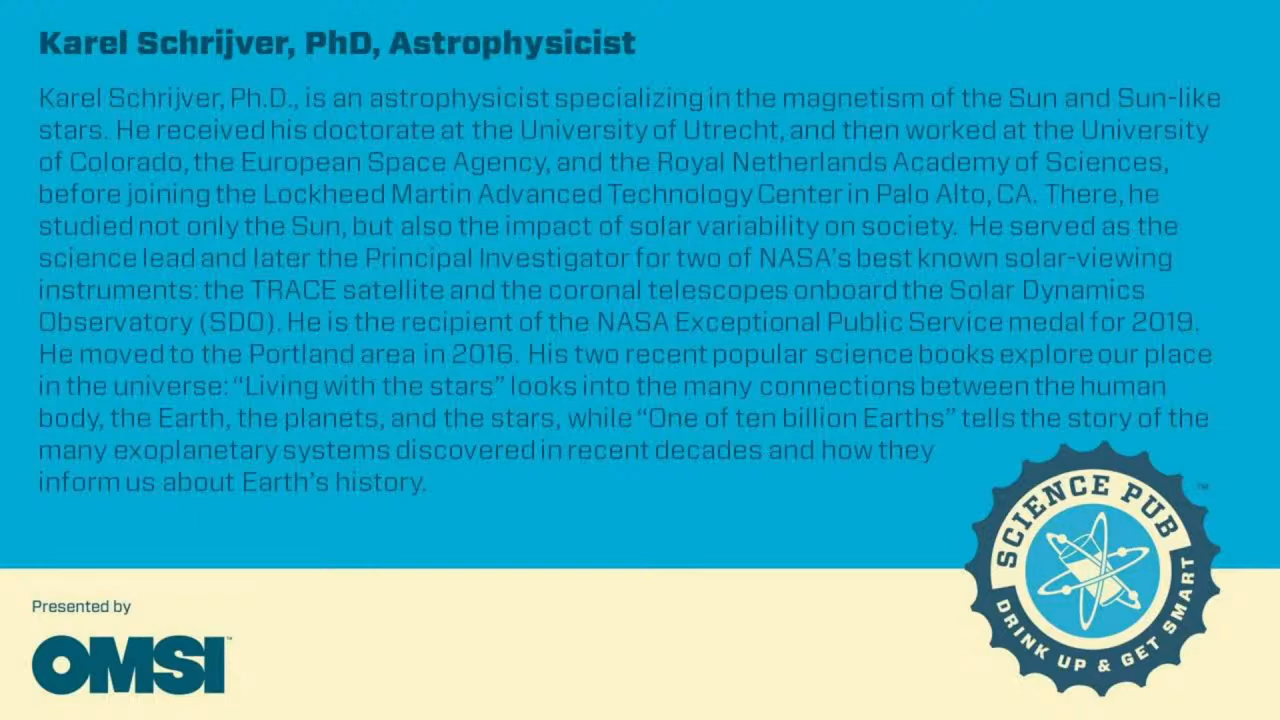 Karel Schrijver, PhD, Astrophysicist
Karel Schrijver, Ph.D., is an astrophysicist specializing in the magnetism of the Sun and Sun-like
stars. He received his doctorate at the University of Utrecht, and then worked at the University
of Colorado, the European Space Agency, and the Royal Netherlands Academy of Sciences,
before joining the Lockheed Martin Advanced Technology Center in Palo Alto, CA. There, he
studied not only the Sun, but also the impact of solar variability on society. He served as the
science lead and later the Principal Investigator for two of NASA's best known solar-viewing
instruments: the TRACE satellite and the coronal telescopes onboard the Solar Dynamics
Observatory (SDO). He is the recipient of the NASA Exceptional Public Service medal for 2019.
He moved to the Portland area in 2016. His two recent popular science books explore our place
in the universe: “Living with the stars” looks into the many connections between the human
body, the Earth, the planets, and the stars, while “One of ten billion Earths” tells the story of the
many exoplanetary systems discovered in recent decades and how they
inform us about Earth's history.
SCIENCE PUB ™
DRINK UP & GET SMART
Presented by
OMSI™